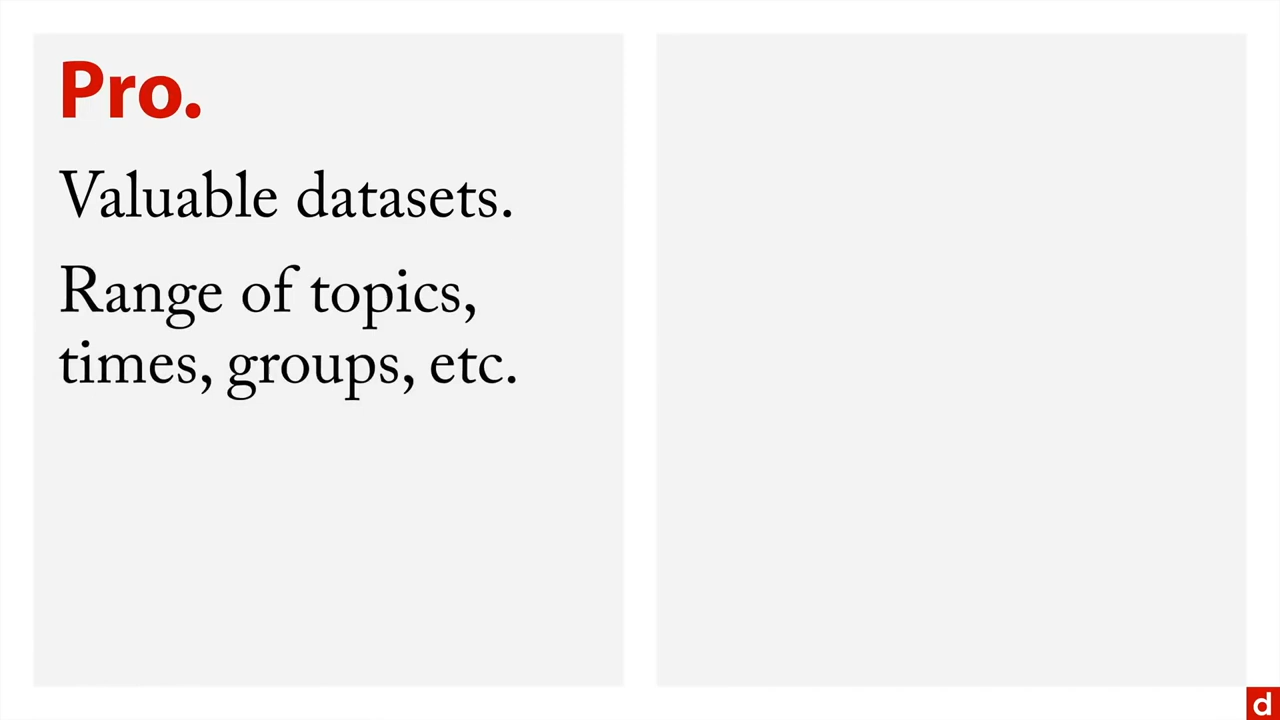 Pro.
Valuable datasets.
Range of topics,
times, groups, etc.
d